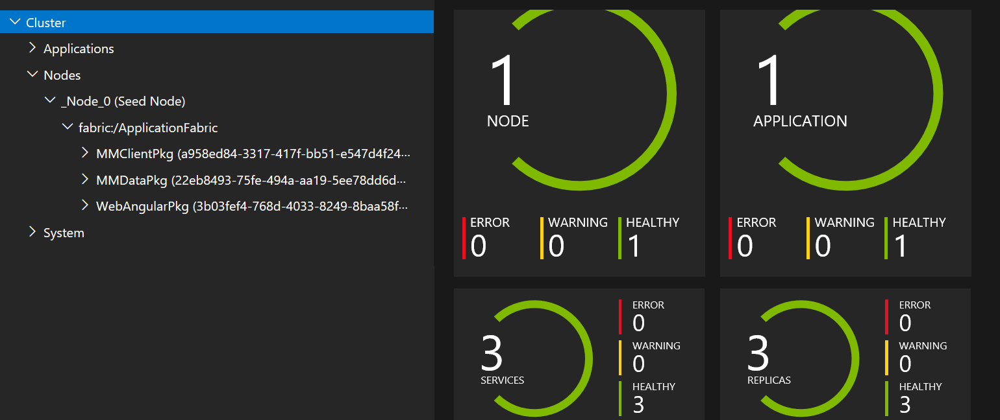 Cluster
Applications
Nodes
_Node_0 (Seed Node)
fabric:/ApplicationFabric
MMClientPkg (a958ed84-3317-417f-bb51-e547d4f24...
MMDataPkg (22eb8493-75fe-494a-aa19-5ee78dd6d...
WebAngularPkg (3b03fef4-768d-4033-8249-8baa58f...
System
1
NODE
ERROR
0
WARNING
0
HEALTHY
1
1
APPLICATION
ERROR
0
WARNING
0
HEALTHY
1
3
SERVICES
ERROR
0
WARNING
0
HEALTHY
3
3
REPLICAS
ERROR
0
WARNING
0
HEALTHY
3